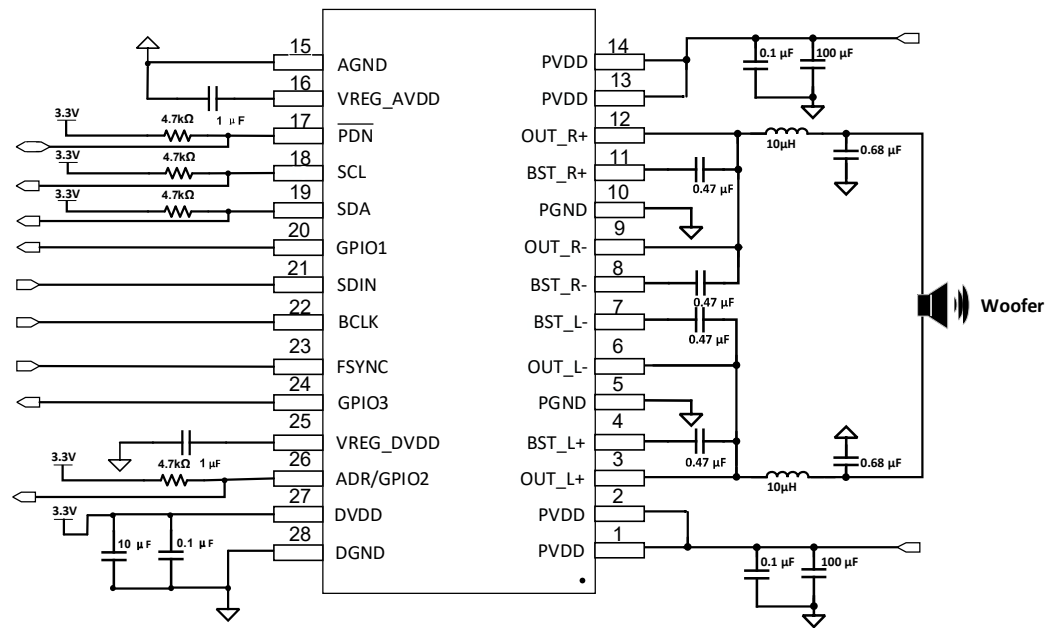 15
AGND
16
VREG_AVDD
1 μF
3.3V
4.7kΩ
17
PDN
3.3V
4.7kΩ
18
SCL
3.3V
4.7kΩ
19
SDA
20
GPIO1
21
SDIN
22
BCLK
23
FSYNC
24
GPIO3
25
VREG_DVDD
1 μF
3.3V
4.7kΩ
26
ADR/GPIO2
3.3V
27
DVDD
10 μF
0.1 μF
28
DGND
14
PVDD
0.1 μF
100 μF
13
PVDD
12
OUT_R+
10μH
0.68 μF
11
BST_R+
0.47 μF
10
PGND
9
OUT_R-
8
BST_R-
0.47 μF
7
BST_L-
0.47 μF
Woofer
6
OUT_L-
5
PGND
4
BST_L+
0.47 μF
3
OUT_L+
10μH
0.68 μF
2
PVDD
1
PVDD
0.1 μF
100 μF